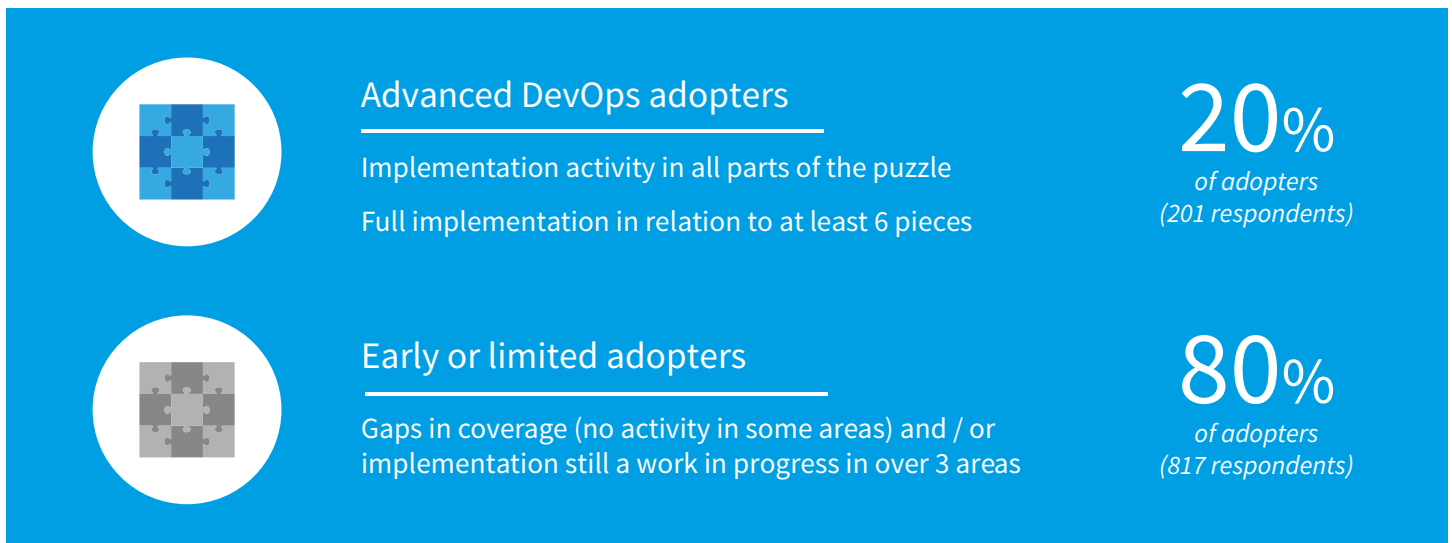 Advanced DevOps adopters
Implementation activity in all parts of the puzzle
Full implementation in relation to at least 6 pieces
20%
of adopters
(201 respondents)
Early or limited adopters
Gaps in coverage (no activity in some areas) and / or
implementation still a work in progress in over 3 areas
80%
of adopters
(817 respondents)